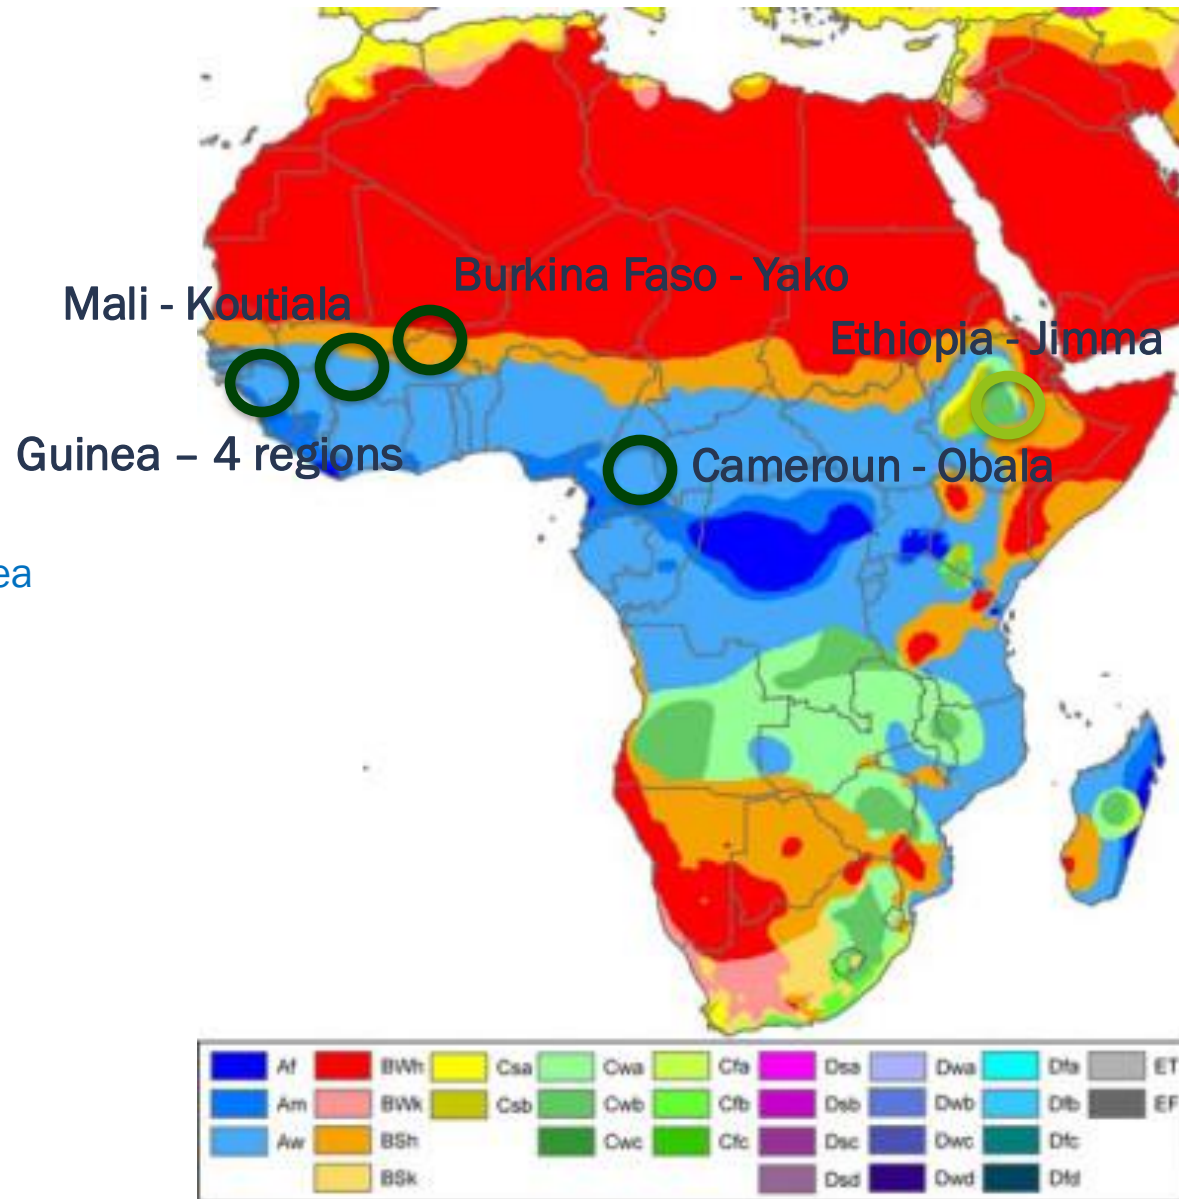 Burkina Faso - Yako
Mali - Koutiala
Ethiopia - Jimma
Guinea – 4 regions
Cameroun - Obala
ea
Af BWh Csa Cwa Cfa Dsa Dwa Dfa ET
Am BWk Csb Cwb Cfb Dsb Dwb Dfb EF
Aw BSh Cwc Cfc Dsc Dwc Dfc
BSk Dsd Dwd Dfd